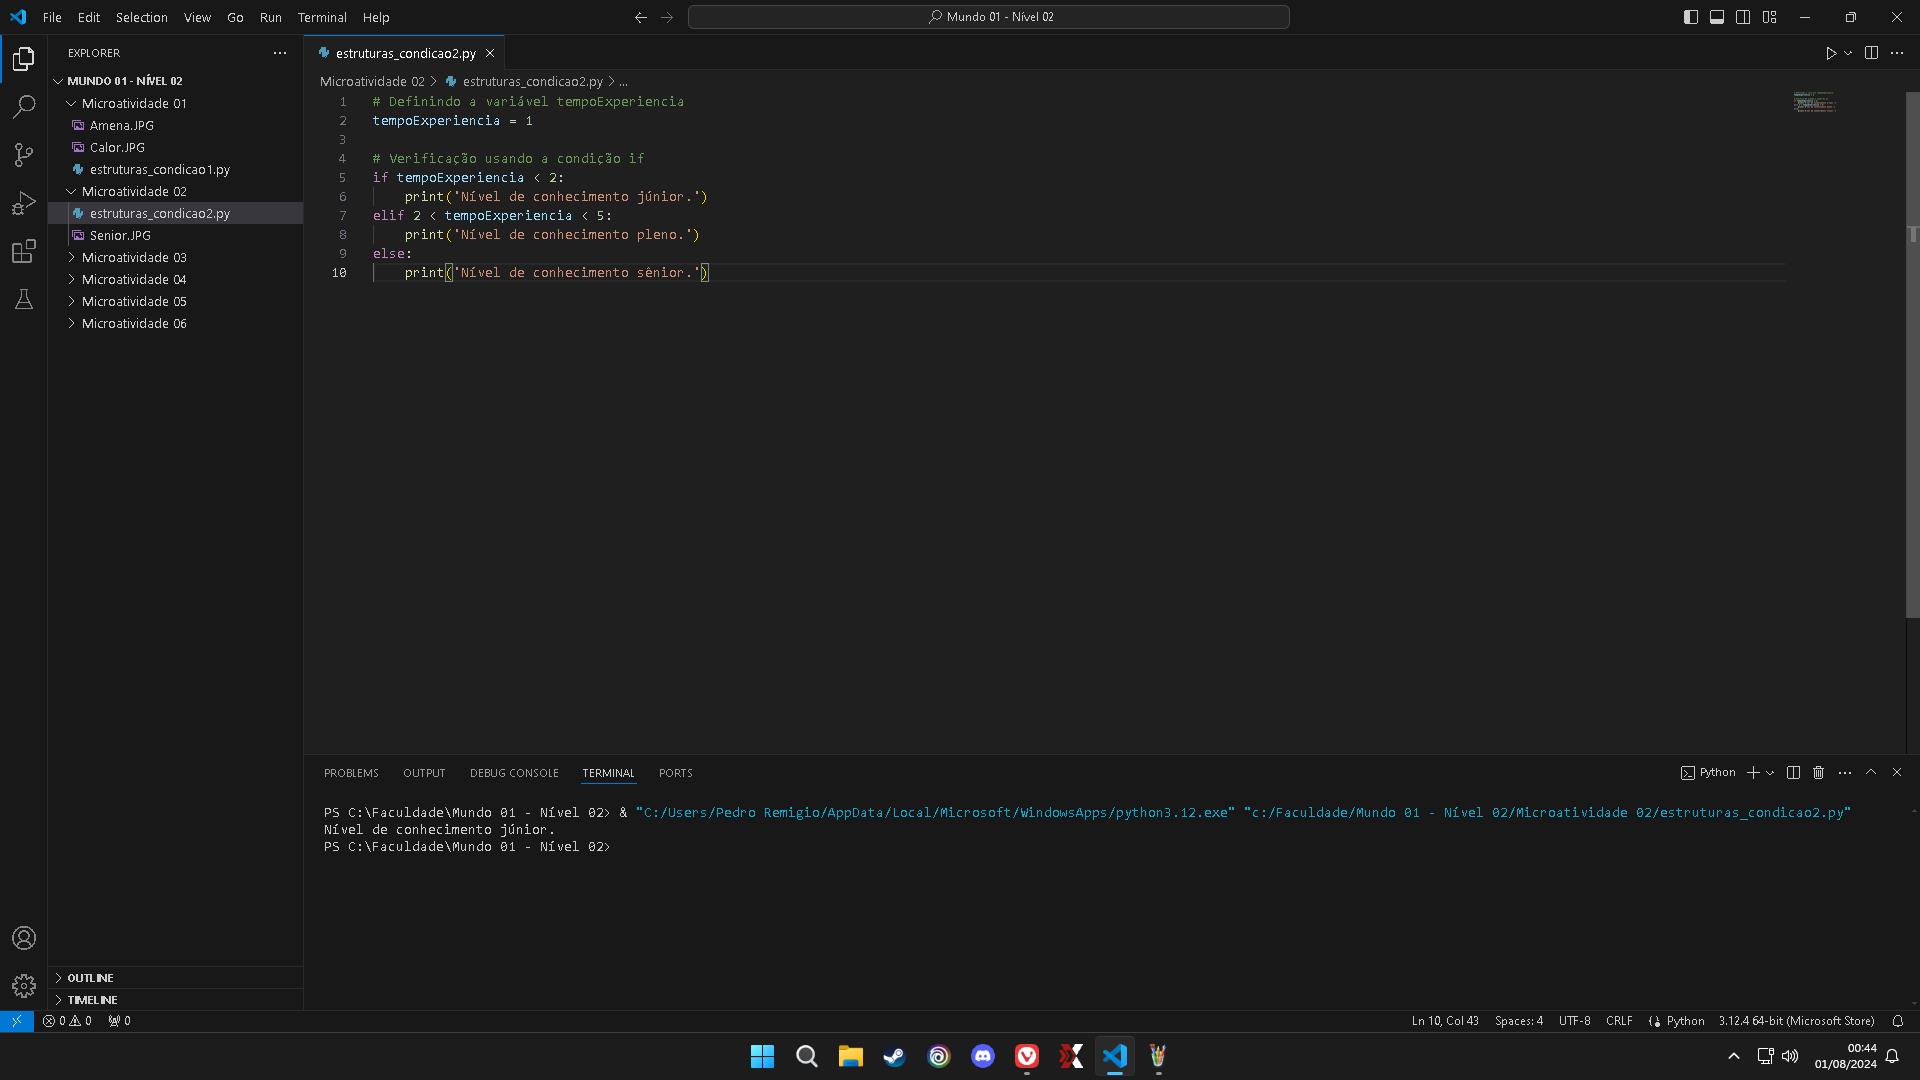 File Edit Selection View Go Run Terminal Help
Mundo 01 - Nível 02
EXPLORER
MUNDO 01 - NÍVEL 02
Microatividade 01
Amena.JPG
Calor.JPG
estruturas_condicao1.py
Microatividade 02
estruturas_condicao2.py
Senior.JPG
Microatividade 03
Microatividade 04
Microatividade 05
Microatividade 06
OUTLINE
TIMELINE
estruturas_condicao2.py
Microatividade 02 > estruturas_condicao2.py > ...
1 # Definindo a variável tempoExperiencia
2 tempoExperiencia = 1
3
4 # Verificação usando a condição if
5 if tempoExperiencia < 2:
6     print('Nível de conhecimento júnior.')
7 elif 2 < tempoExperiencia < 5:
8     print('Nível de conhecimento pleno.')
9 else:
10     print('Nível de conhecimento sênior.')
PROBLEMS OUTPUT DEBUG CONSOLE TERMINAL PORTS
Python
PS C:\Faculdade\Mundo 01 - Nível 02> & "C:/Users/Pedro Remigio/AppData/Local/Microsoft/WindowsApps/python3.12.exe" "c:/Faculdade/Mundo 01 - Nível 02/Microatividade 02/estruturas_condicao2.py"
Nível de conhecimento júnior.
PS C:\Faculdade\Mundo 01 - Nível 02>
0 0 0
Ln 10, Col 43 Spaces: 4 UTF-8 CRLF Python 3.12.4 64-bit (Microsoft Store)
00:44
01/08/2024